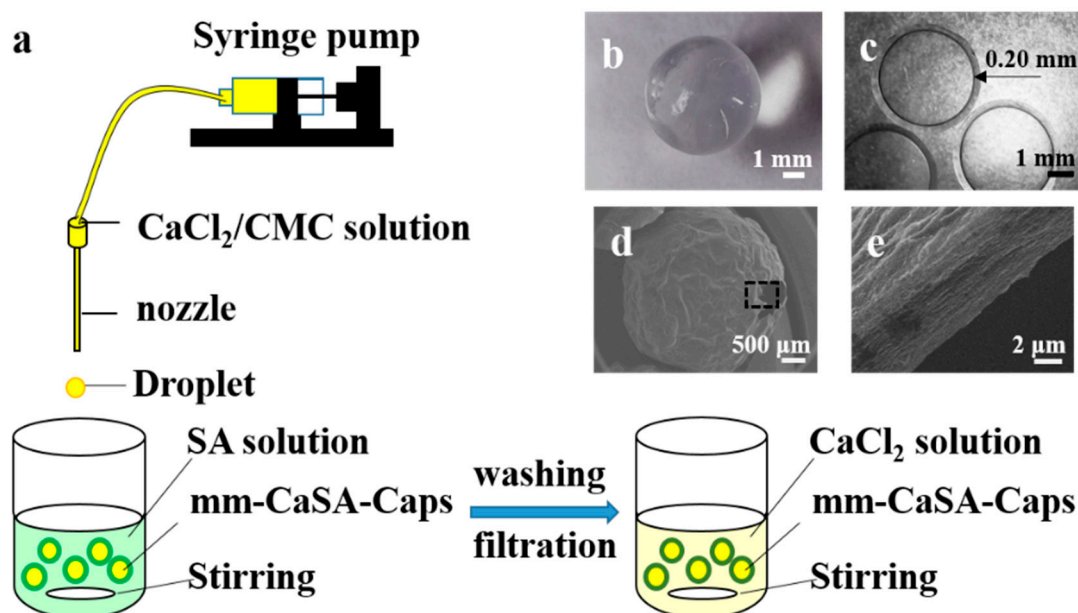 a
Syringe pump
CaCl₂/CMC solution
nozzle
Droplet
b
1 mm
c
0.20 mm
1 mm
d
500 μm
e
2 μm
SA solution
mm-CaSA-Caps
Stirring
washing
filtration
CaCl₂ solution
mm-CaSA-Caps
Stirring